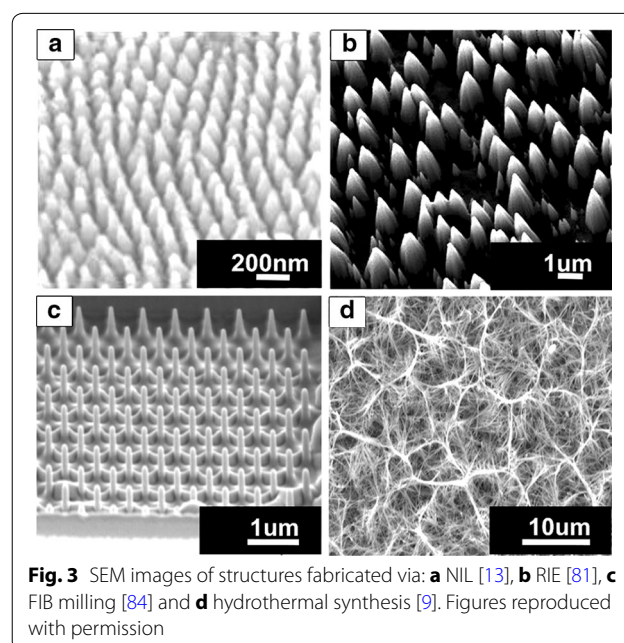 a
b
200nm
1um
c
d
1um
10um
Fig. 3 SEM images of structures fabricated via: a NIL [13], b RIE [81], c
FIB milling [84] and d hydrothermal synthesis [9]. Figures reproduced
with permission